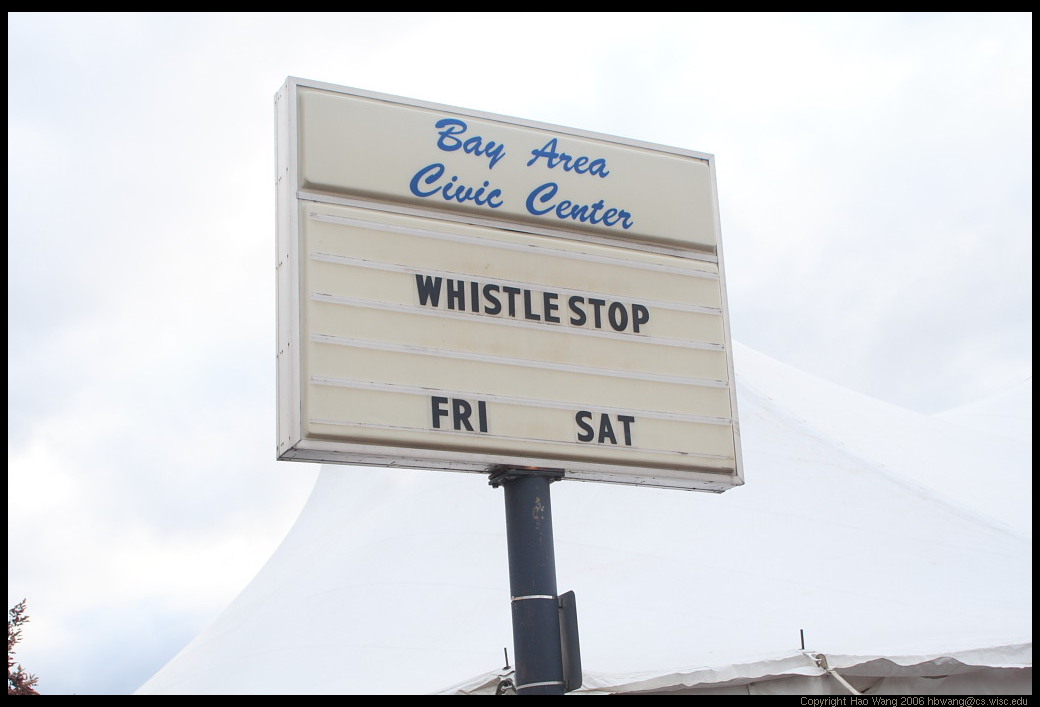 Bay Area
Civic Center
WHISTLE STOP
FRI SAT
Copyright Hao Wang 2006 hbwang@cs.wisc.edu